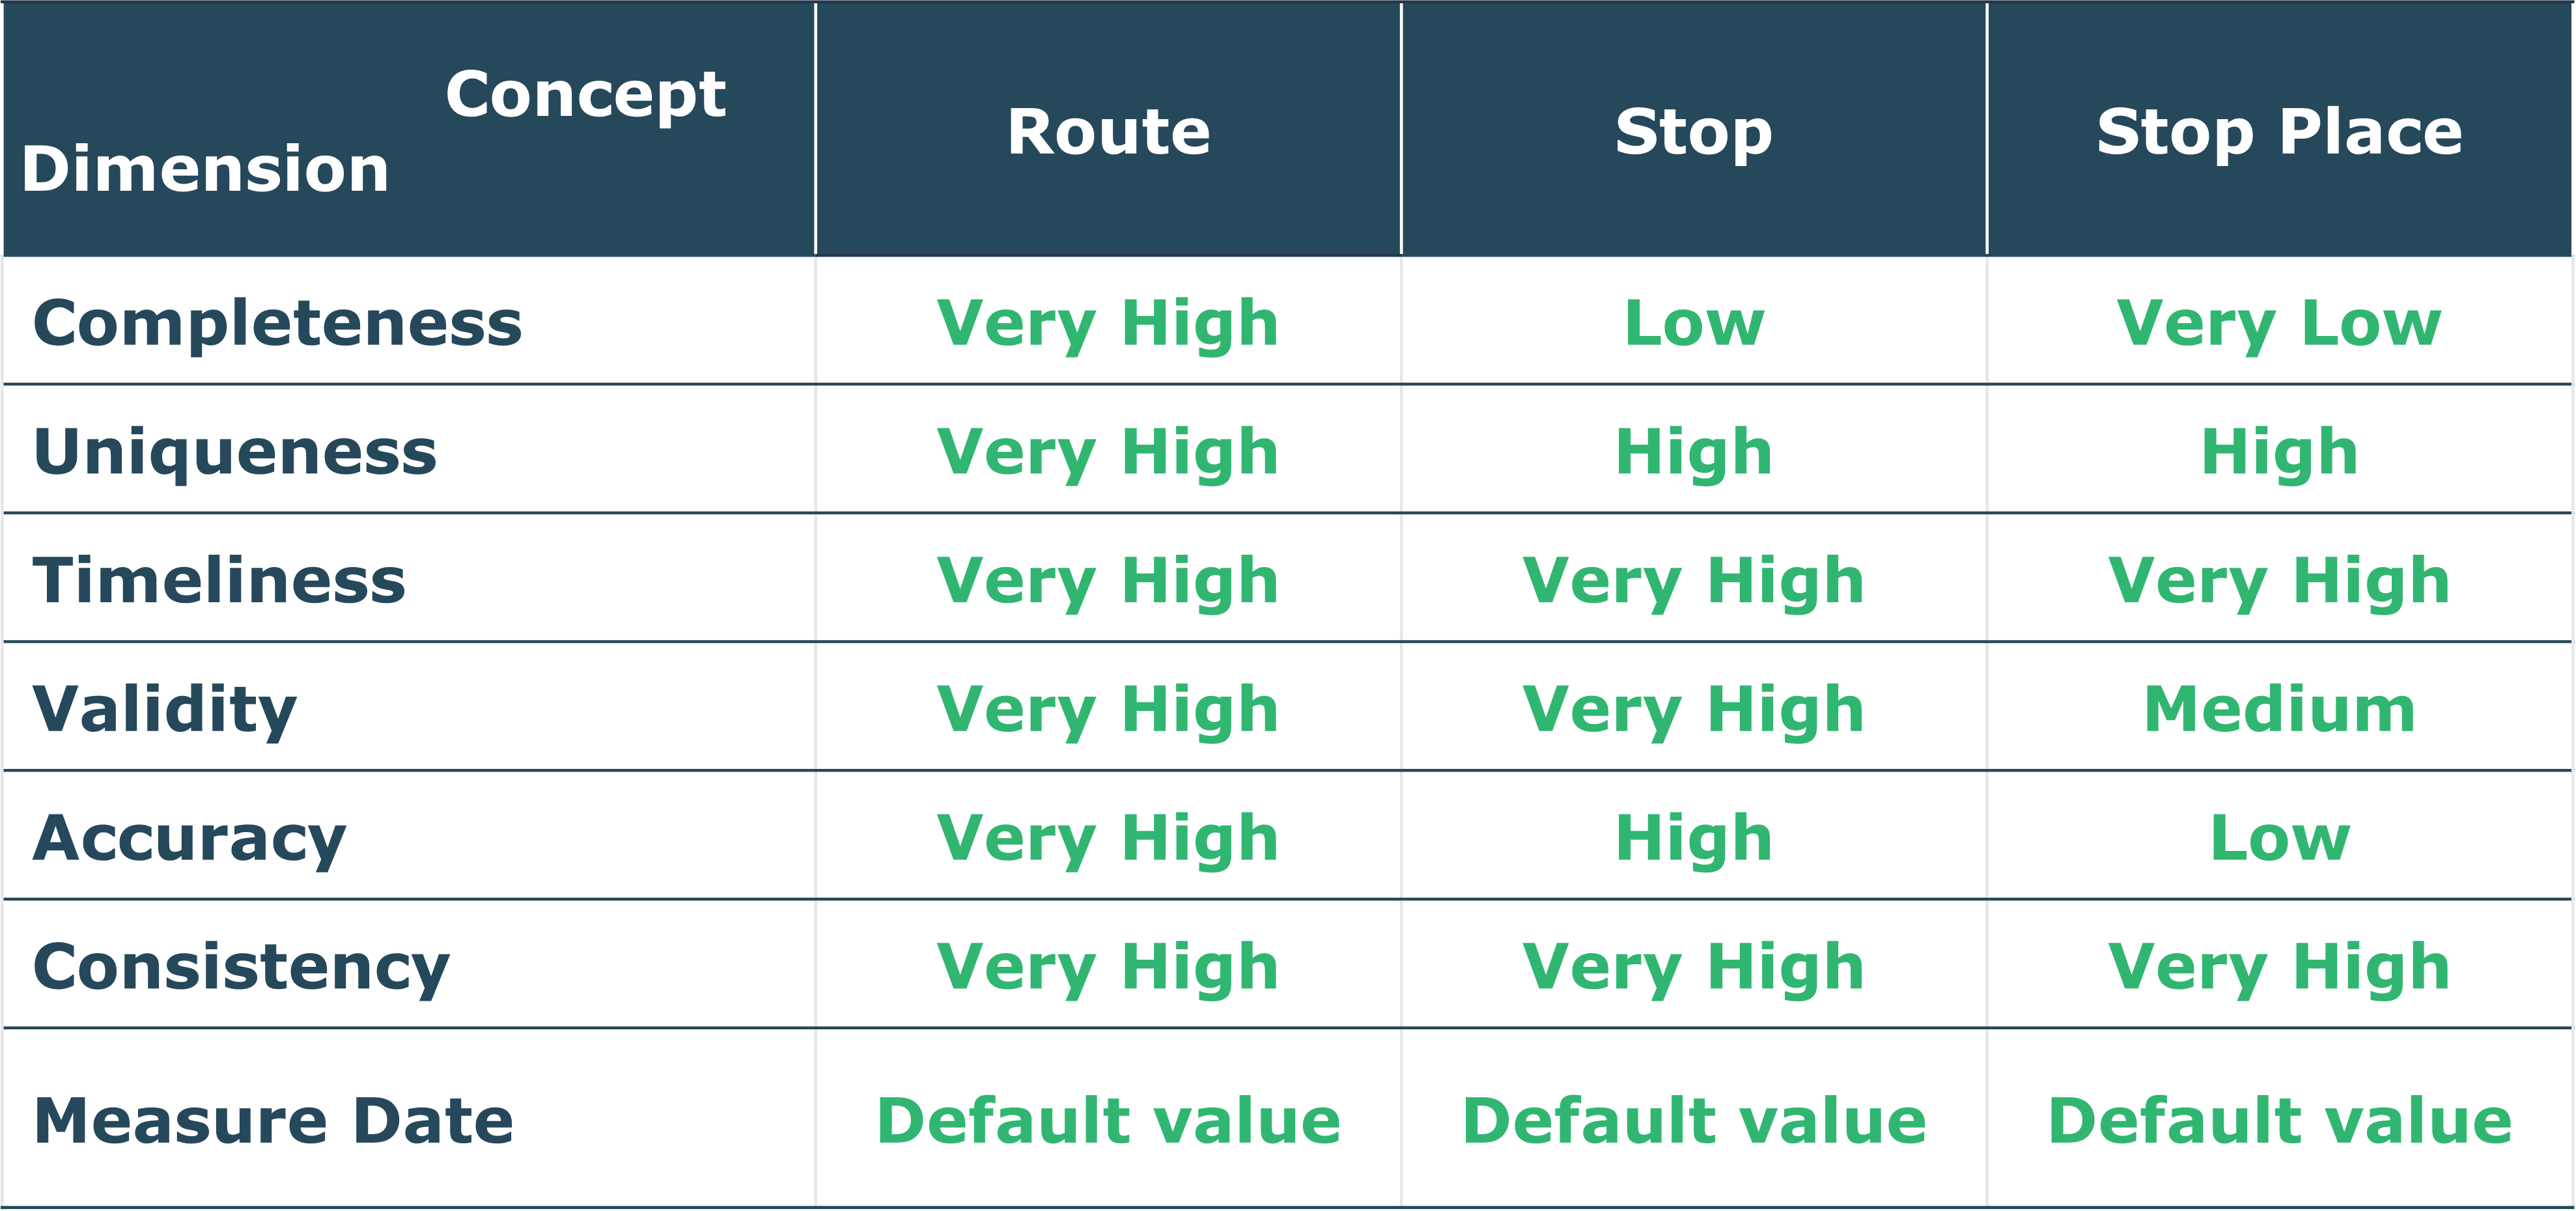 Concept
Dimension
Route
Stop
Stop Place
Completeness
Very High
Low
Very Low
Uniqueness
Very High
High
High
Timeliness
Very High
Very High
Very High
Validity
Very High
Very High
Medium
Accuracy
Very High
High
Low
Consistency
Very High
Very High
Very High
Measure Date
Default value
Default value
Default value